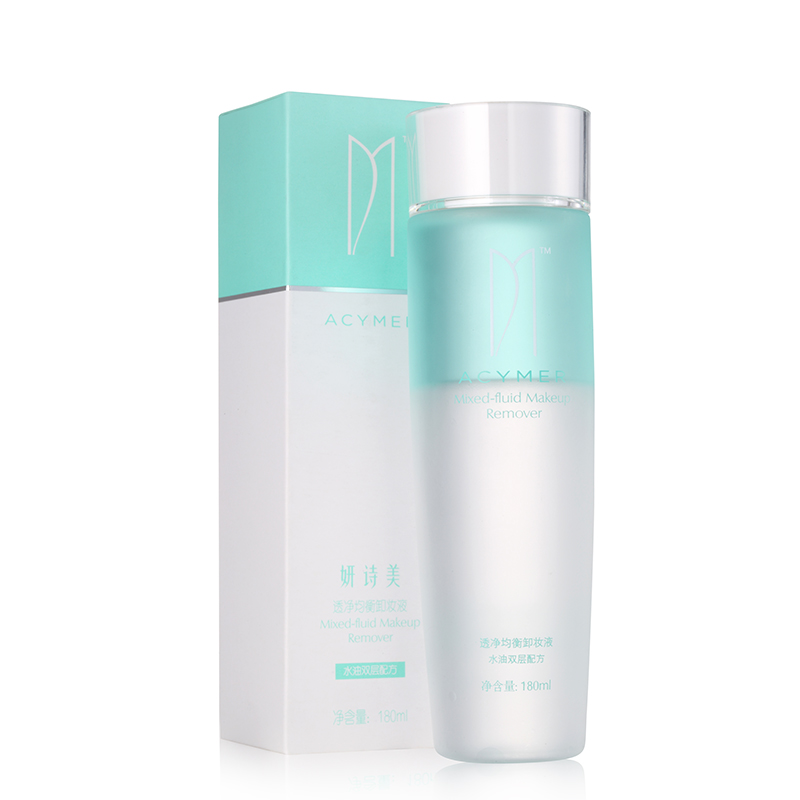 ACYMER
妍诗美
透净均衡卸妆液
Mixed-fluid Makeup
Remover
水油双层配方
净含量: 180ml
TM
ACYMER
Mixed-fluid Makeup
Remover
透净均衡卸妆液
水油双层配方
净含量: 180ml